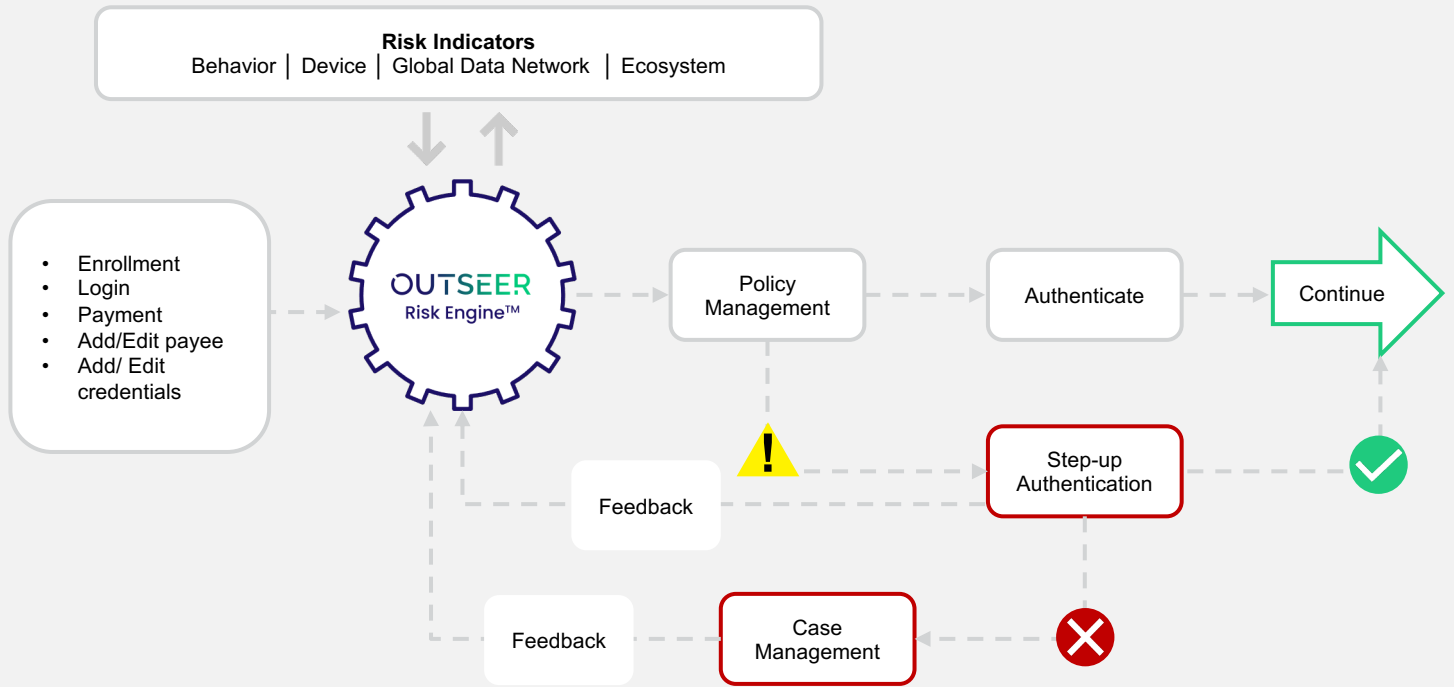 Risk Indicators
Behavior | Device | Global Data Network | Ecosystem
• Enrollment
• Login
• Payment
• Add/Edit payee
• Add/ Edit
credentials
OUTSEER
Risk Engine™
Policy
Management
Authenticate
Continue
!
Step-up
Authentication
Feedback
Feedback
Case
Management